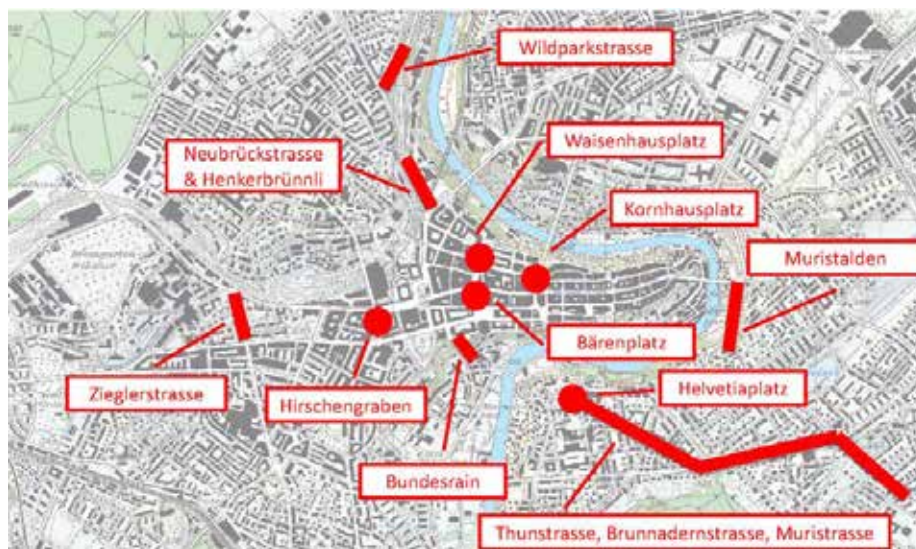 Wildparkstrasse
Waisenhausplatz
Neubrückstrasse
& Henkerbrünnli
Kornhausplatz
Muristalden
Bärenplatz
Zieglerstrasse
Hirschengraben
Helvetiaplatz
Bundesrain
Thunstrasse, Brunnadernstrasse, Muristrasse